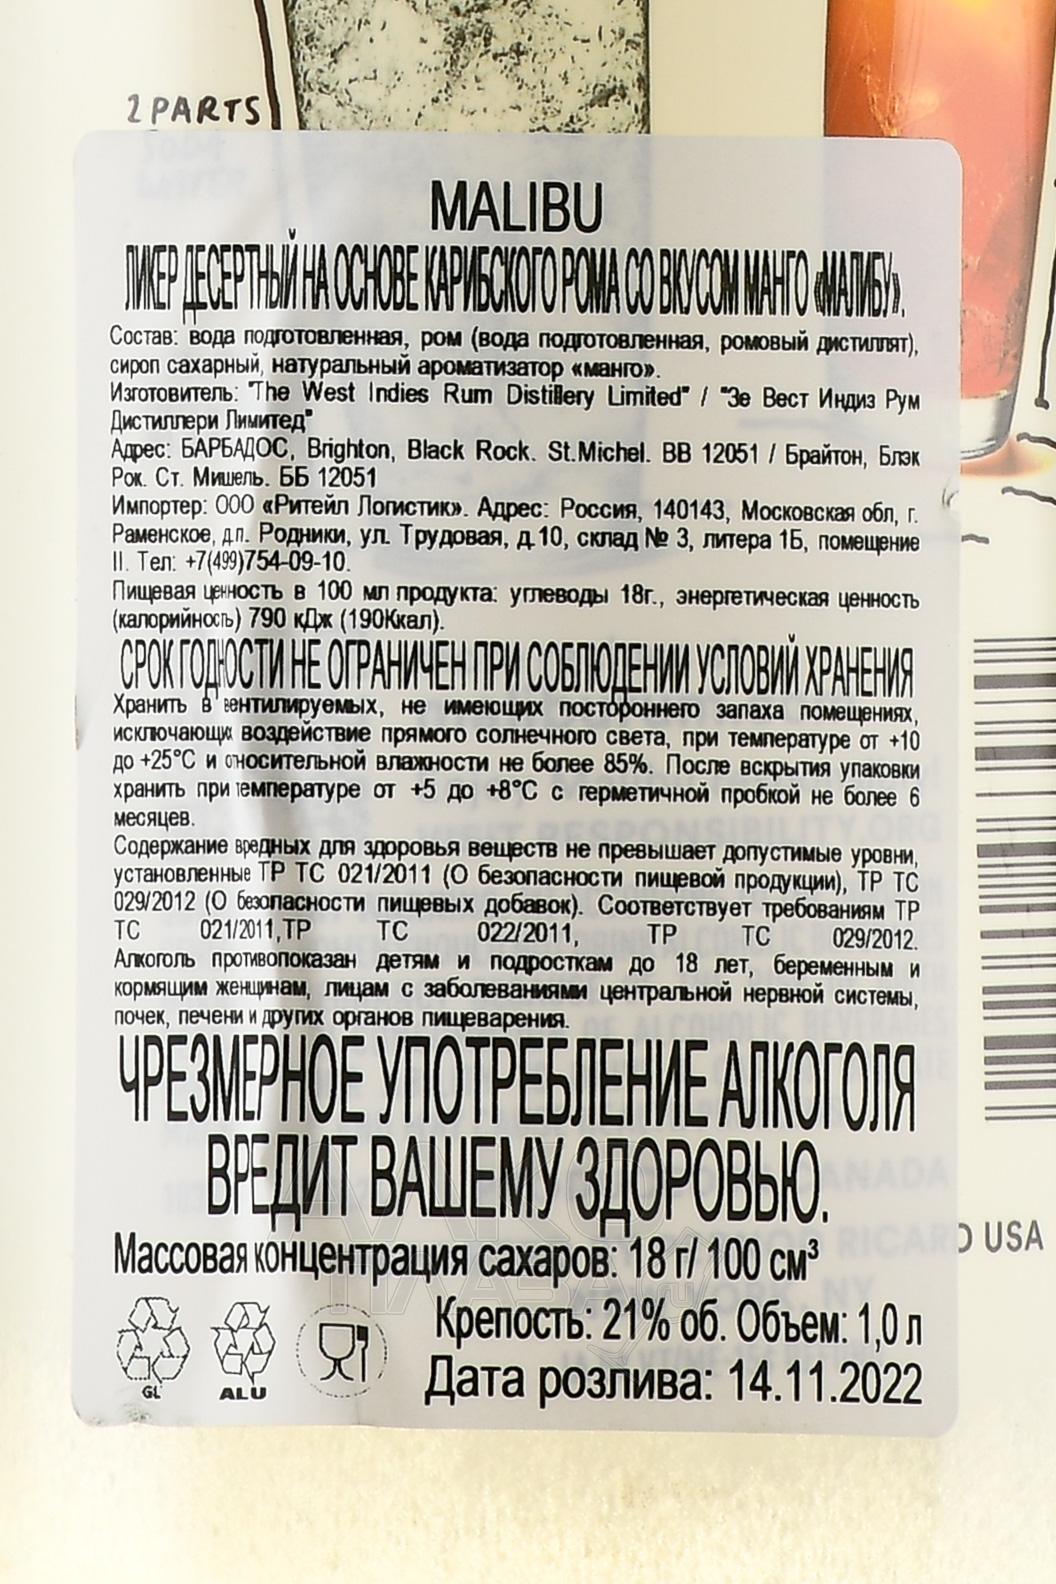 2 PARTS
MALIBU
ЛИКЕР ДЕСЕРТНЫЙ НА ОСНОВЕ КАРИБСКОГО РОМА СО ВКУСОМ МАНГО «МАЛИБУ».
Состав: вода подготовленная, ром (вода подготовленная, ромовый дистиллят),
сироп сахарный, натуральный ароматизатор «манго».
Изготовитель: "The West Indies Rum Distillery Limited" / "Зе Вест Индиз Рум
Дистиллери Лимитед"
Адрес: БАРБАДОС, Brighton, Black Rock. St.Michel. BB 12051 / Брайтон, Блэк
Рок. Ст. Мишель. ББ 12051
Импортер: ООО «Ритейл Логистик». Адрес: Россия, 140143, Московская обл, г.
Раменское, д.п. Родники, ул. Трудовая, д.10, склад № 3, литера 1Б, помещение
II. Тел: +7(499)754-09-10.
Пищевая ценность в 100 мл продукта: углеводы 18г., энергетическая ценность
(калорийность) 790 кДж (190Ккал).
СРОК ГОДНОСТИ НЕ ОГРАНИЧЕН ПРИ СОБЛЮДЕНИИ УСЛОВИЙ ХРАНЕНИЯ
Хранить в вентилируемых, не имеющих постороннего запаха помещениях,
исключающих воздействие прямого солнечного света, при температуре от +10
до +25°С и относительной влажности не более 85%. После вскрытия упаковки
хранить при температуре от +5 до +8°С с герметичной пробкой не более 6
месяцев.
Содержание вредных для здоровья веществ не превышает допустимые уровни,
установленные ТР ТС 021/2011 (О безопасности пищевой продукции), ТР ТС
029/2012 (О безопасности пищевых добавок). Соответствует требованиям ТР
ТС 021/2011,ТР ТС 022/2011, ТР ТС 029/2012.
Алкоголь противопоказан детям и подросткам до 18 лет, беременным и
кормящим женщинам, лицам с заболеваниями центральной нервной системы,
почек, печени и других органов пищеварения.
ЧРЕЗМЕРНОЕ УПОТРЕБЛЕНИЕ АЛКОГОЛЯ
ВРЕДИТ ВАШЕМУ ЗДОРОВЬЮ.
CANADA
RICARD USA
Массовая концентрация сахаров: 18 г/ 100 см³
Крепость: 21% об. Объем: 1,0 л
Дата розлива: 14.11.2022
GL ALU